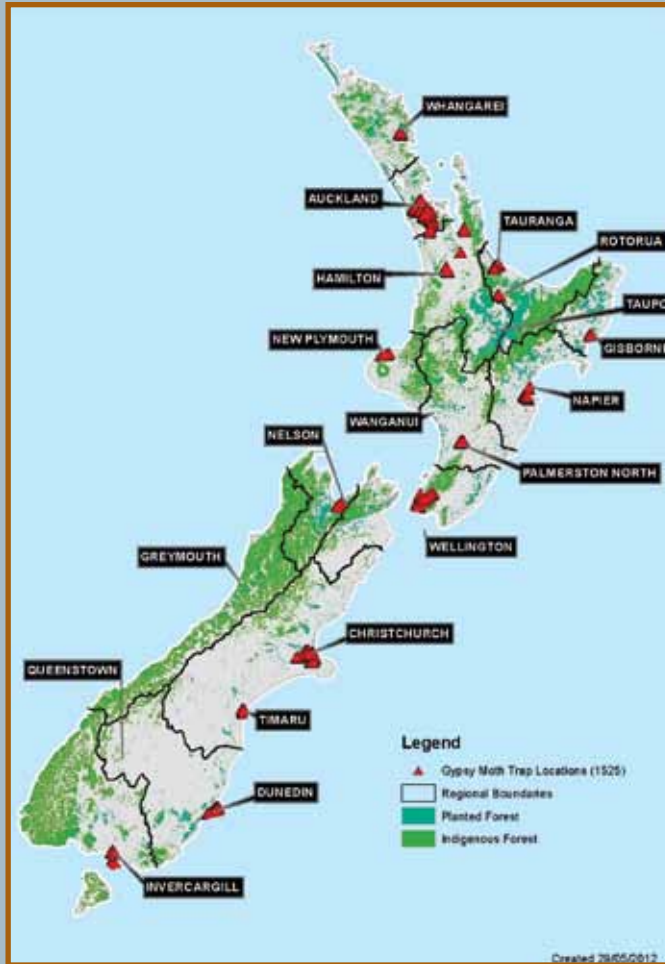 WHANGAREI
AUCKLAND
TAURANGA
ROTORUA
HAMILTON
TAUPO
NEW PLYMOUTH
GISBORNE
NAPIER
WANGANUI
NELSON
PALMERSTON NORTH
WELLINGTON
GREYMOUTH
CHRISTCHURCH
QUEENSTOWN
TIMARU
DUNEDIN
INVERCARGILL
Legend
Gypsy Moth Trap Locations (1525)
Regional Boundaries
Planted Forest
Indigenous Forest
Created 29/05/2012